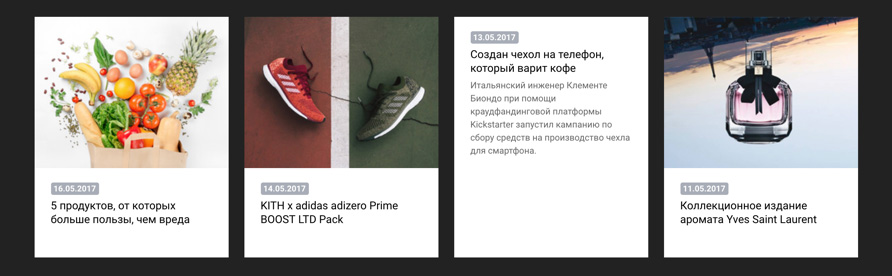 16.05.2017
5 продуктов, от которых
больше пользы, чем вреда
14.05.2017
KITH x adidas adizero Prime
BOOST LTD Pack
13.05.2017
Создан чехол на телефон,
который варит кофе
Итальянский инженер Клементе
Биондо при помощи
краудфандинговой платформы
Kickstarter запустил кампанию по
сбору средств на производство чехла
для смартфона.
11.05.2017
Коллекционное издание
аромата Yves Saint Laurent